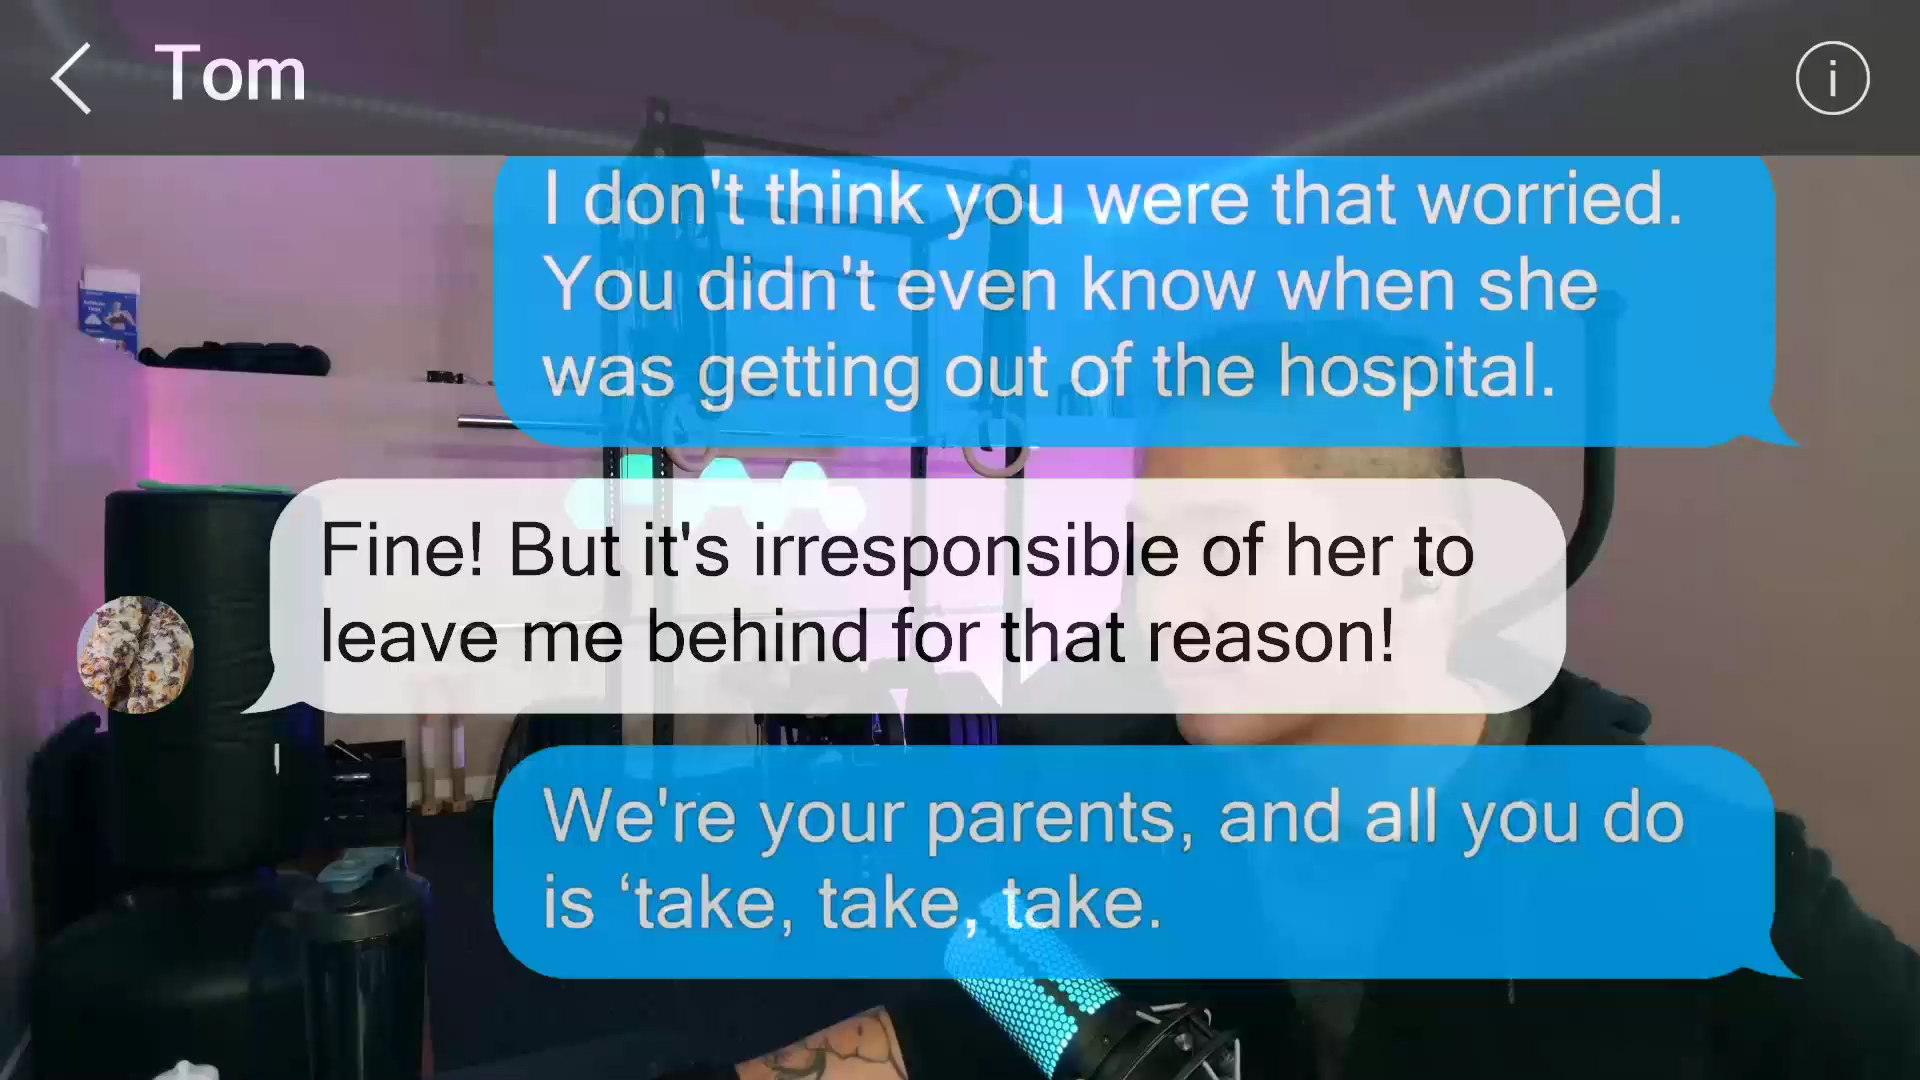 Tom
I don't think you were that worried.
You didn't even know when she
was getting out of the hospital.
Fine! But it's irresponsible of her to
leave me behind for that reason!
We're your parents, and all you do
is ‘take, take, take.